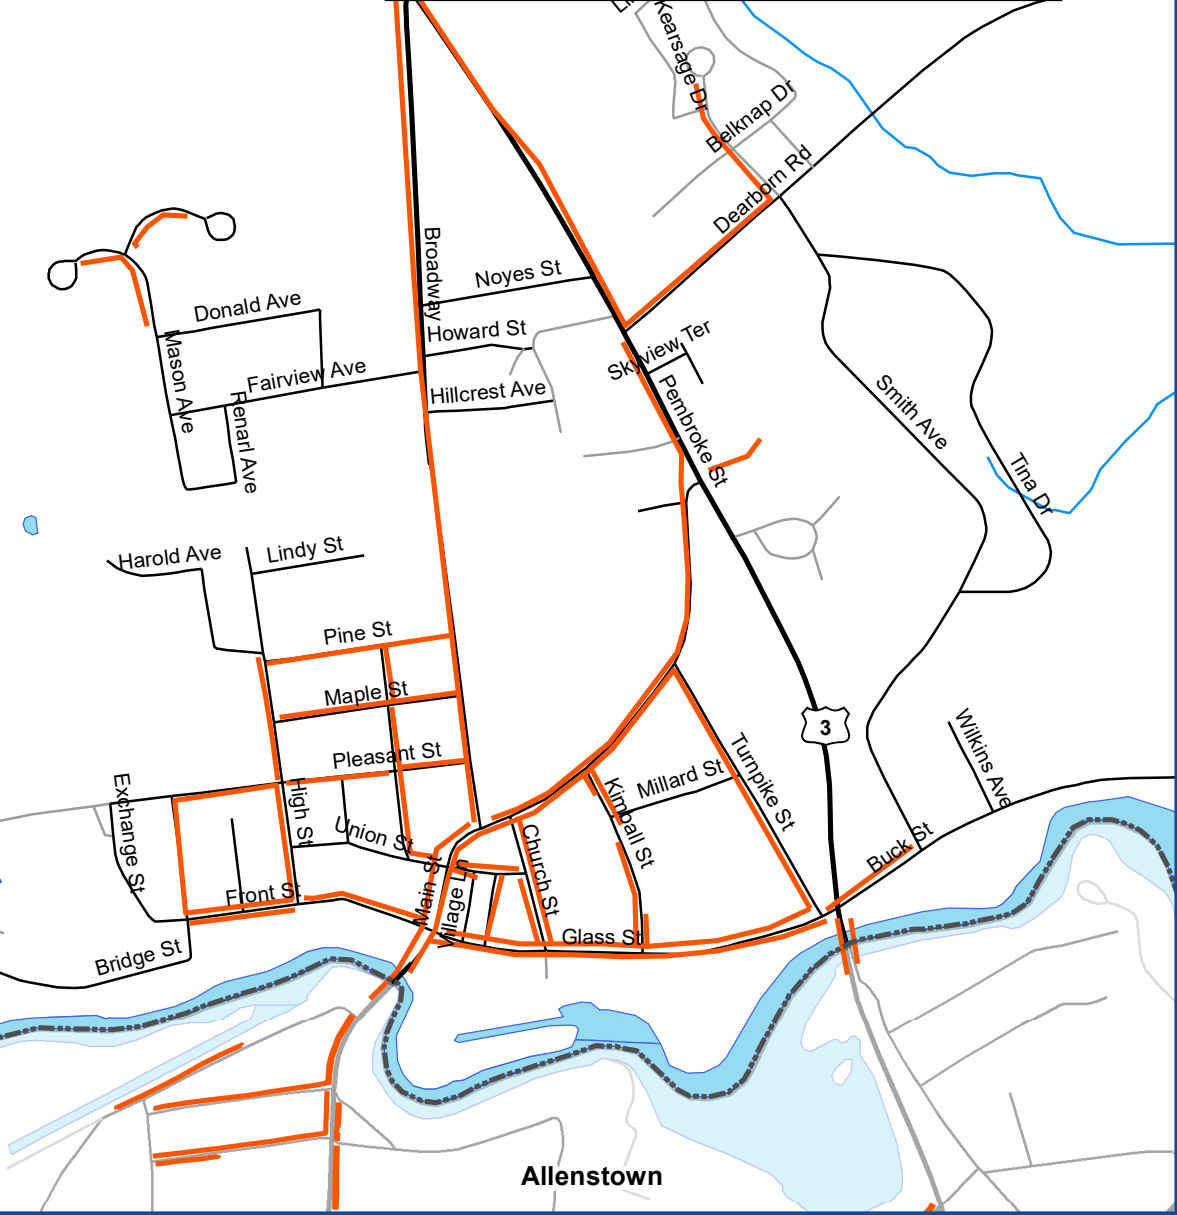 Kearsage Dr
Belknap Dr
Dearborn Rd
Broadway
Noyes St
Donald Ave
Howard St
Skyview Ter
Mason Ave
Fairview Ave
Hillcrest Ave
Renarl Ave
Pembroke St
Smith Ave
Tina Dr
Harold Ave
Lindy St
Pine St
Maple St
3
Pleasant St
Turnpike St
Wilkins Ave
Exchange St
High St
Millard St
Kimball St
Union St
Church St
Buck St
Main St
Village Ln
Front St
Glass St
Bridge St
Allenstown